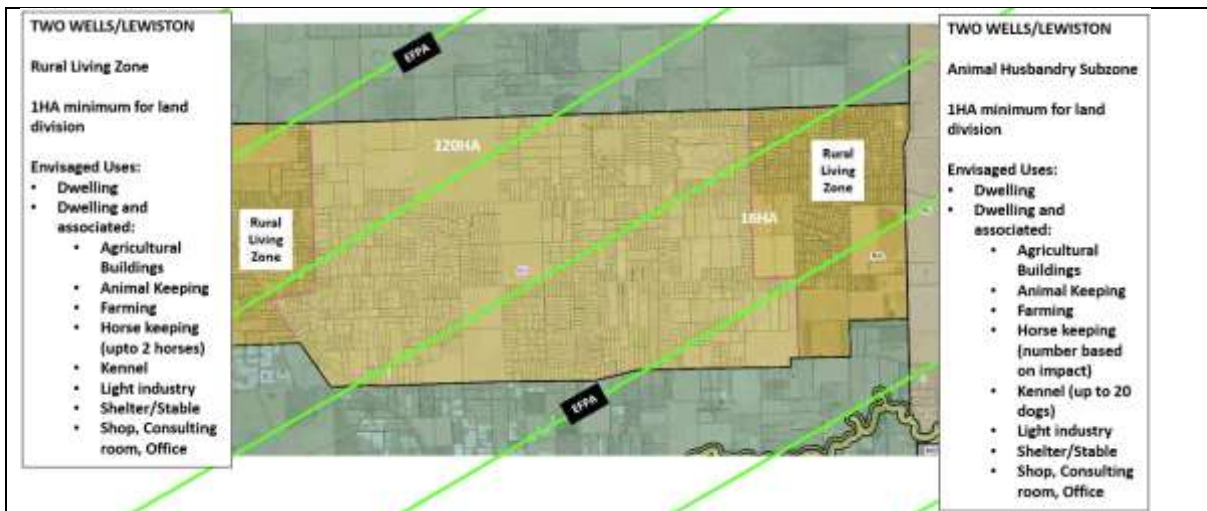 TWO WELLS/LEWISTON
Rural Living Zone
1HA minimum for land
division
Envisaged Uses:
• Dwelling
• Dwelling and
associated:
• Agricultural
Buildings
• Animal Keeping
• Farming
• Horse keeping
(upto 2 horses)
• Kennel
• Light industry
• Shelter/Stable
• Shop, Consulting
room, Office
EFPA
320HA
Rural
Living
Zone
16HA
Rural
Living
Zone
EFPA
TWO WELLS/LEWISTON
Animal Husbandry Subzone
1HA minimum for land
division
Envisaged Uses:
• Dwelling
• Dwelling and
associated:
• Agricultural
Buildings
• Animal Keeping
• Farming
• Horse keeping
(number based
on impact)
• Kennel (up to 20
dogs)
• Light industry
• Shelter/Stable
• Shop, Consulting
room, Office